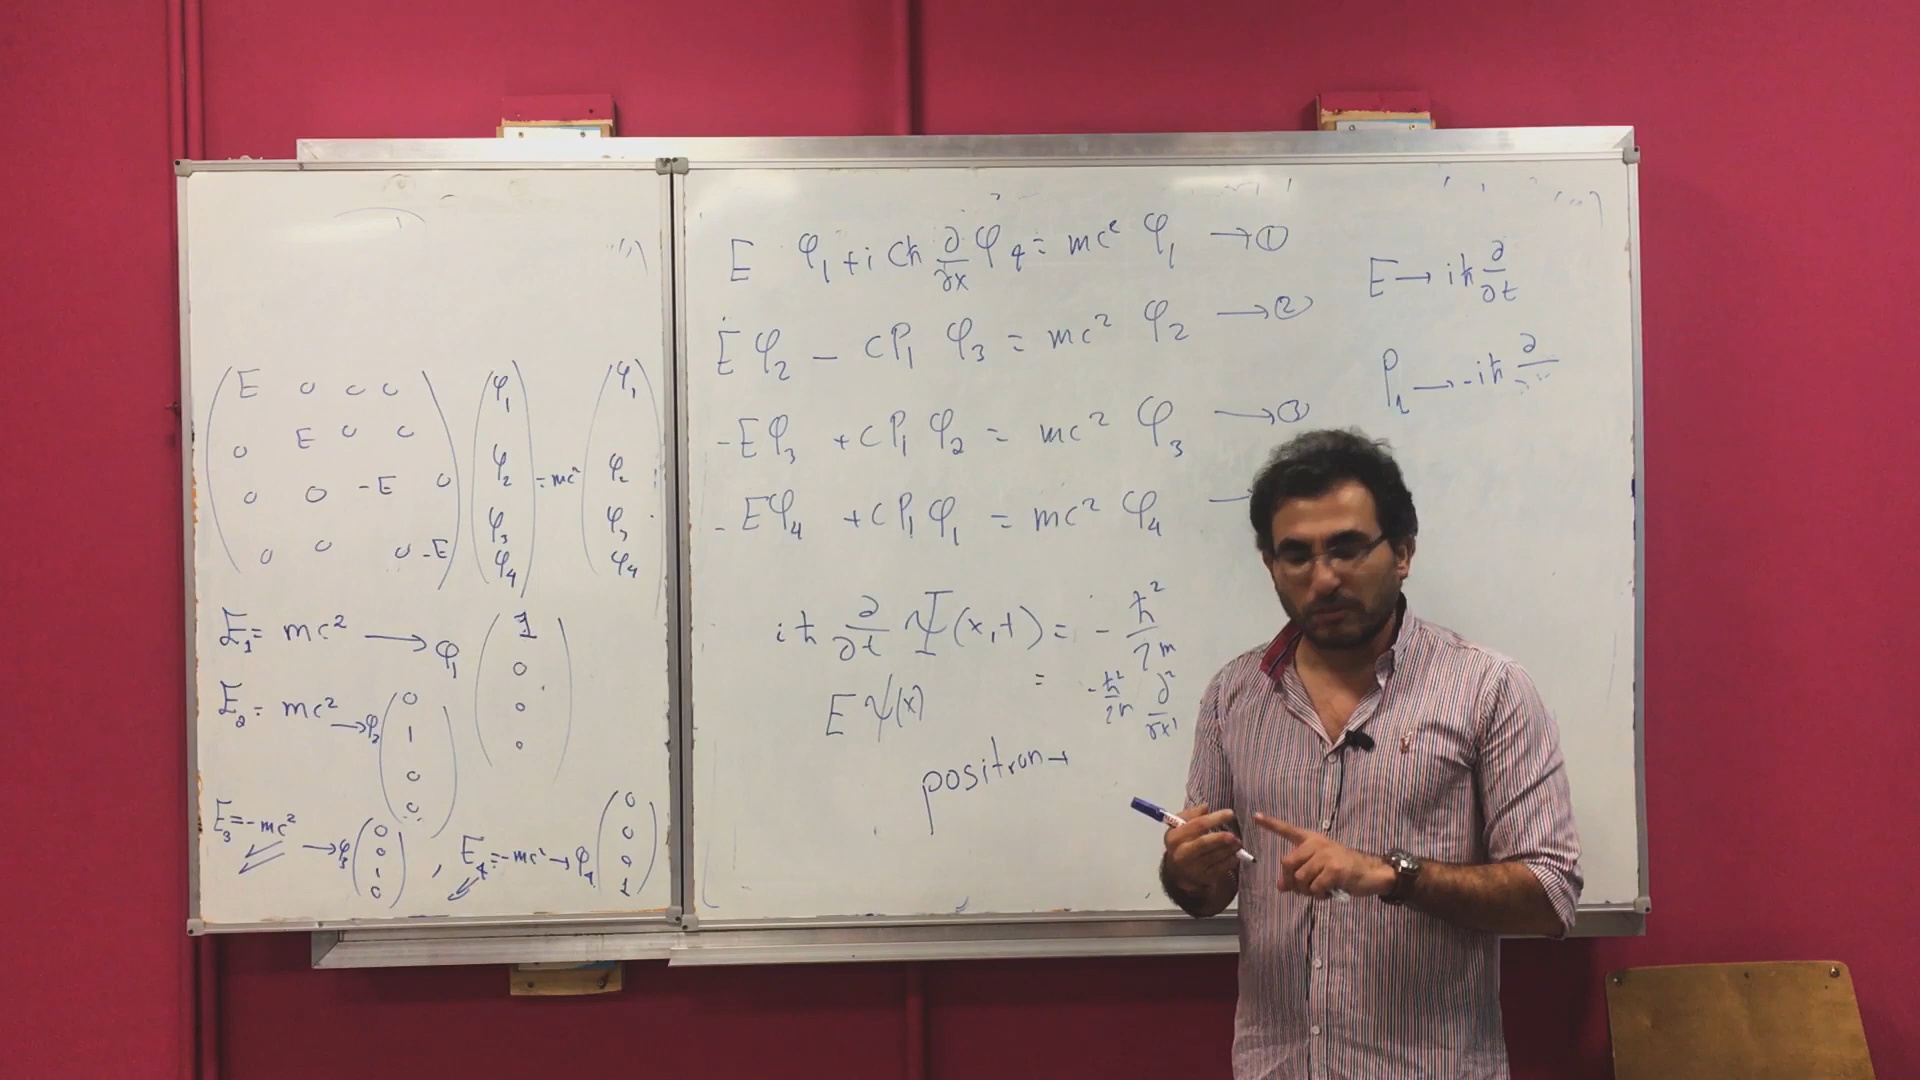 ( E 0 0 0 ) ( φ₁ ) ( φ₁ )
( 0 E 0 0 ) ( φ₂ ) = mc² ( φ₂ )
( 0 0 -E 0 ) ( φ₃ ) ( φ₃ )
( 0 0 0 -E ) ( φ₄ ) ( φ₄ )
E₁ = mc² → φ₁ ( 1 0 0 0 )
E₂ = mc² → φ₂ ( 0 1 0 0 )
E₃ = -mc² → φ₃ ( 0 0 1 0 ) , E₄ = -mc² → φ₄ ( 0 0 0 1 )
E φ₁ + i cħ ∂/∂x φ₄ = mc² φ₁ → ①
E φ₂ - cP₁ φ₃ = mc² φ₂ → ②
-E φ₃ + cP₁ φ₂ = mc² φ₃ → ③
-E φ₄ + cP₁ φ₁ = mc² φ₄ →
iħ ∂/∂t Ψ(x,t) = - ħ²/2m
E ψ(x) = - ħ²/2m ∂²/∂x²
positron →
E → iħ ∂/∂t
P₁ → -iħ ∂/